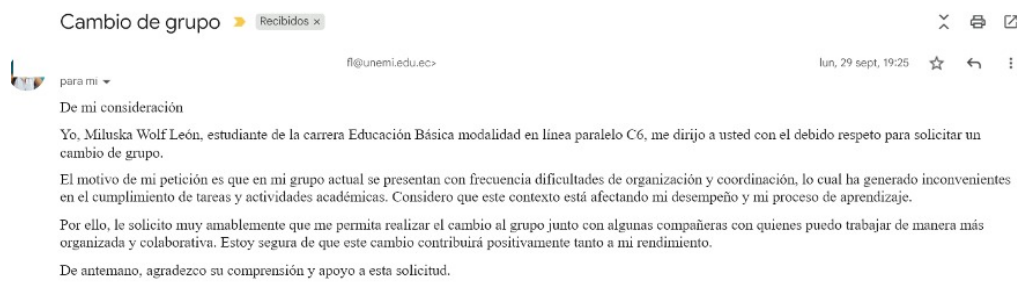 Cambio de grupo Recibidos ×
fl@unemi.edu.ec> lun, 29 sept, 19:25
para mi
De mi consideración
Yo, Miluska Wolf León, estudiante de la carrera Educación Básica modalidad en línea paralelo C6, me dirijo a usted con el debido respeto para solicitar un
cambio de grupo.
El motivo de mi petición es que en mi grupo actual se presentan con frecuencia dificultades de organización y coordinación, lo cual ha generado inconvenientes
en el cumplimiento de tareas y actividades académicas. Considero que este contexto está afectando mi desempeño y mi proceso de aprendizaje.
Por ello, le solicito muy amablemente que me permita realizar el cambio al grupo junto con algunas compañeras con quienes puedo trabajar de manera más
organizada y colaborativa. Estoy segura de que este cambio contribuirá positivamente tanto a mi rendimiento.
De antemano, agradezco su comprensión y apoyo a esta solicitud.